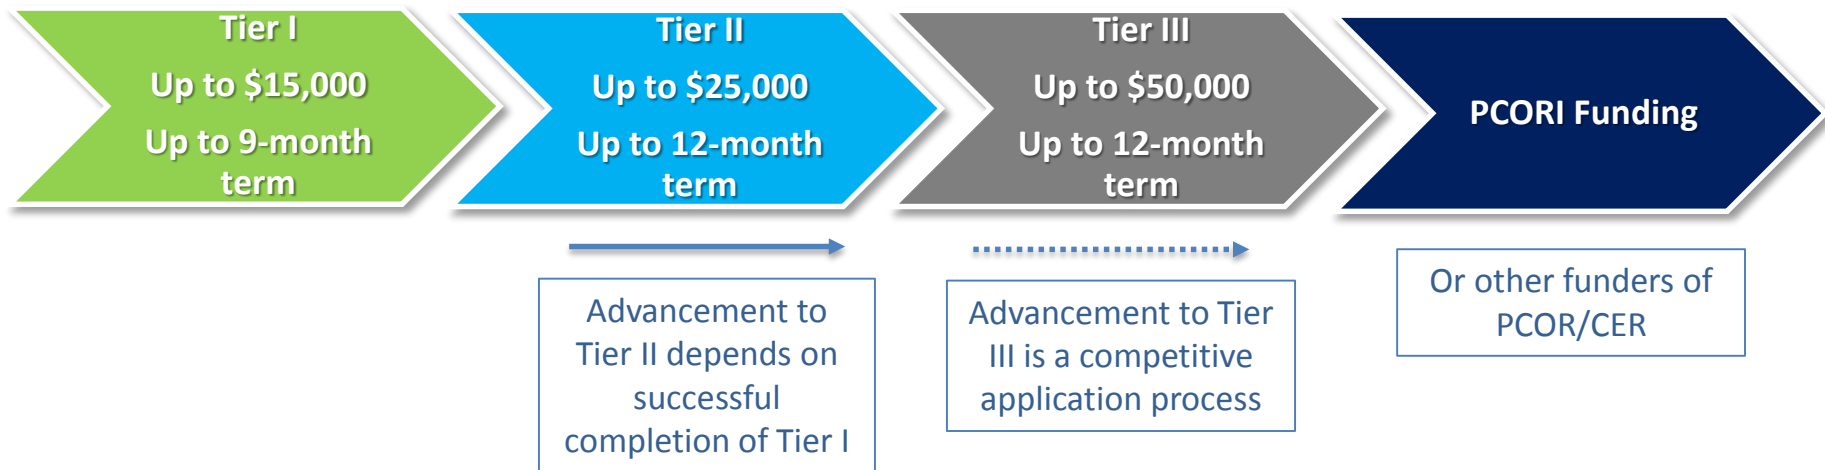 Tier I
Up to $15,000
Up to 9-month
term
Tier II
Up to $25,000
Up to 12-month
term
Tier III
Up to $50,000
Up to 12-month
term
PCORI Funding
Advancement to
Tier II depends on
successful
completion of Tier I
Advancement to Tier
III is a competitive
application process
Or other funders of
PCOR/CER